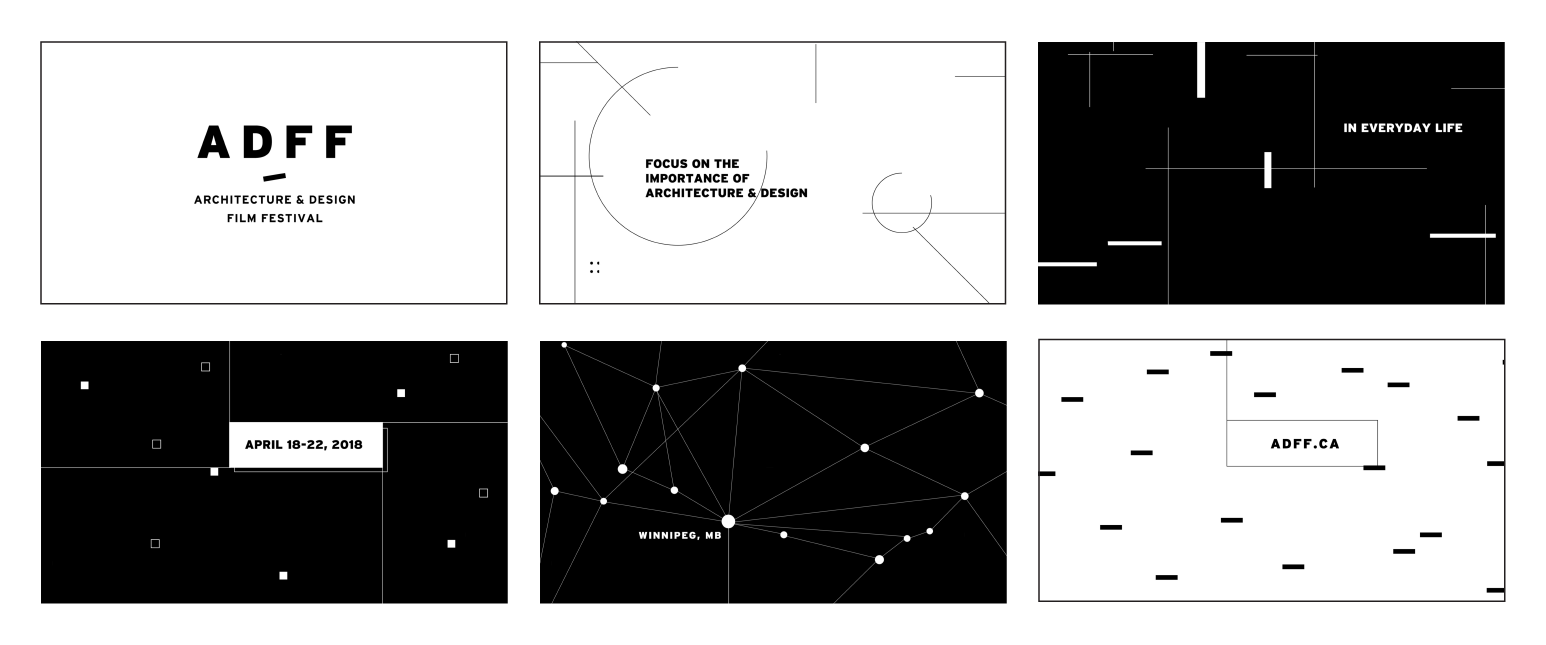 ADFF
ARCHITECTURE & DESIGN
FILM FESTIVAL
FOCUS ON THE
IMPORTANCE OF
ARCHITECTURE & DESIGN
IN EVERYDAY LIFE
APRIL 18-22, 2018
WINNIPEG, MB
ADFF.CA